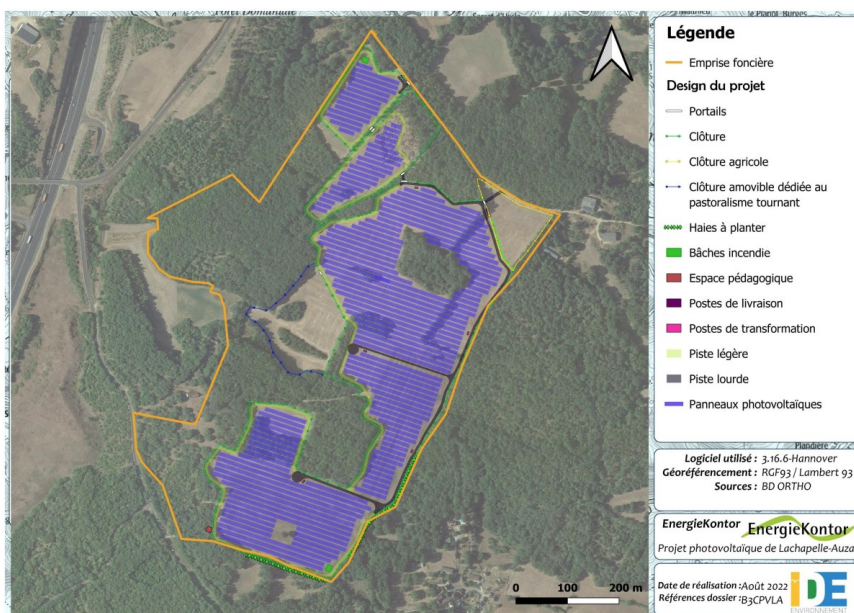 Forêt Domaniale
Légende
Emprise foncière
Design du projet
Portails
Clôture
Clôture agricole
Clôture amovible dédiée au
pastoralisme tournant
Haies à planter
Bâches incendie
Espace pédagogique
Postes de livraison
Postes de transformation
Piste légère
Piste lourde
Panneaux photovoltaïques
Logiciel utilisé : 3.16.6-Hannover
Géoréférencement : RGF93 / Lambert 93
Sources : BD ORTHO
EnergieKontor EnergieKontor
Projet photovoltaïque de Lachapelle-Auza
Date de réalisation :Août 2022
Références dossier :B3CPVLA
IDE
ENVIRONNEMENT
0 100 200 m